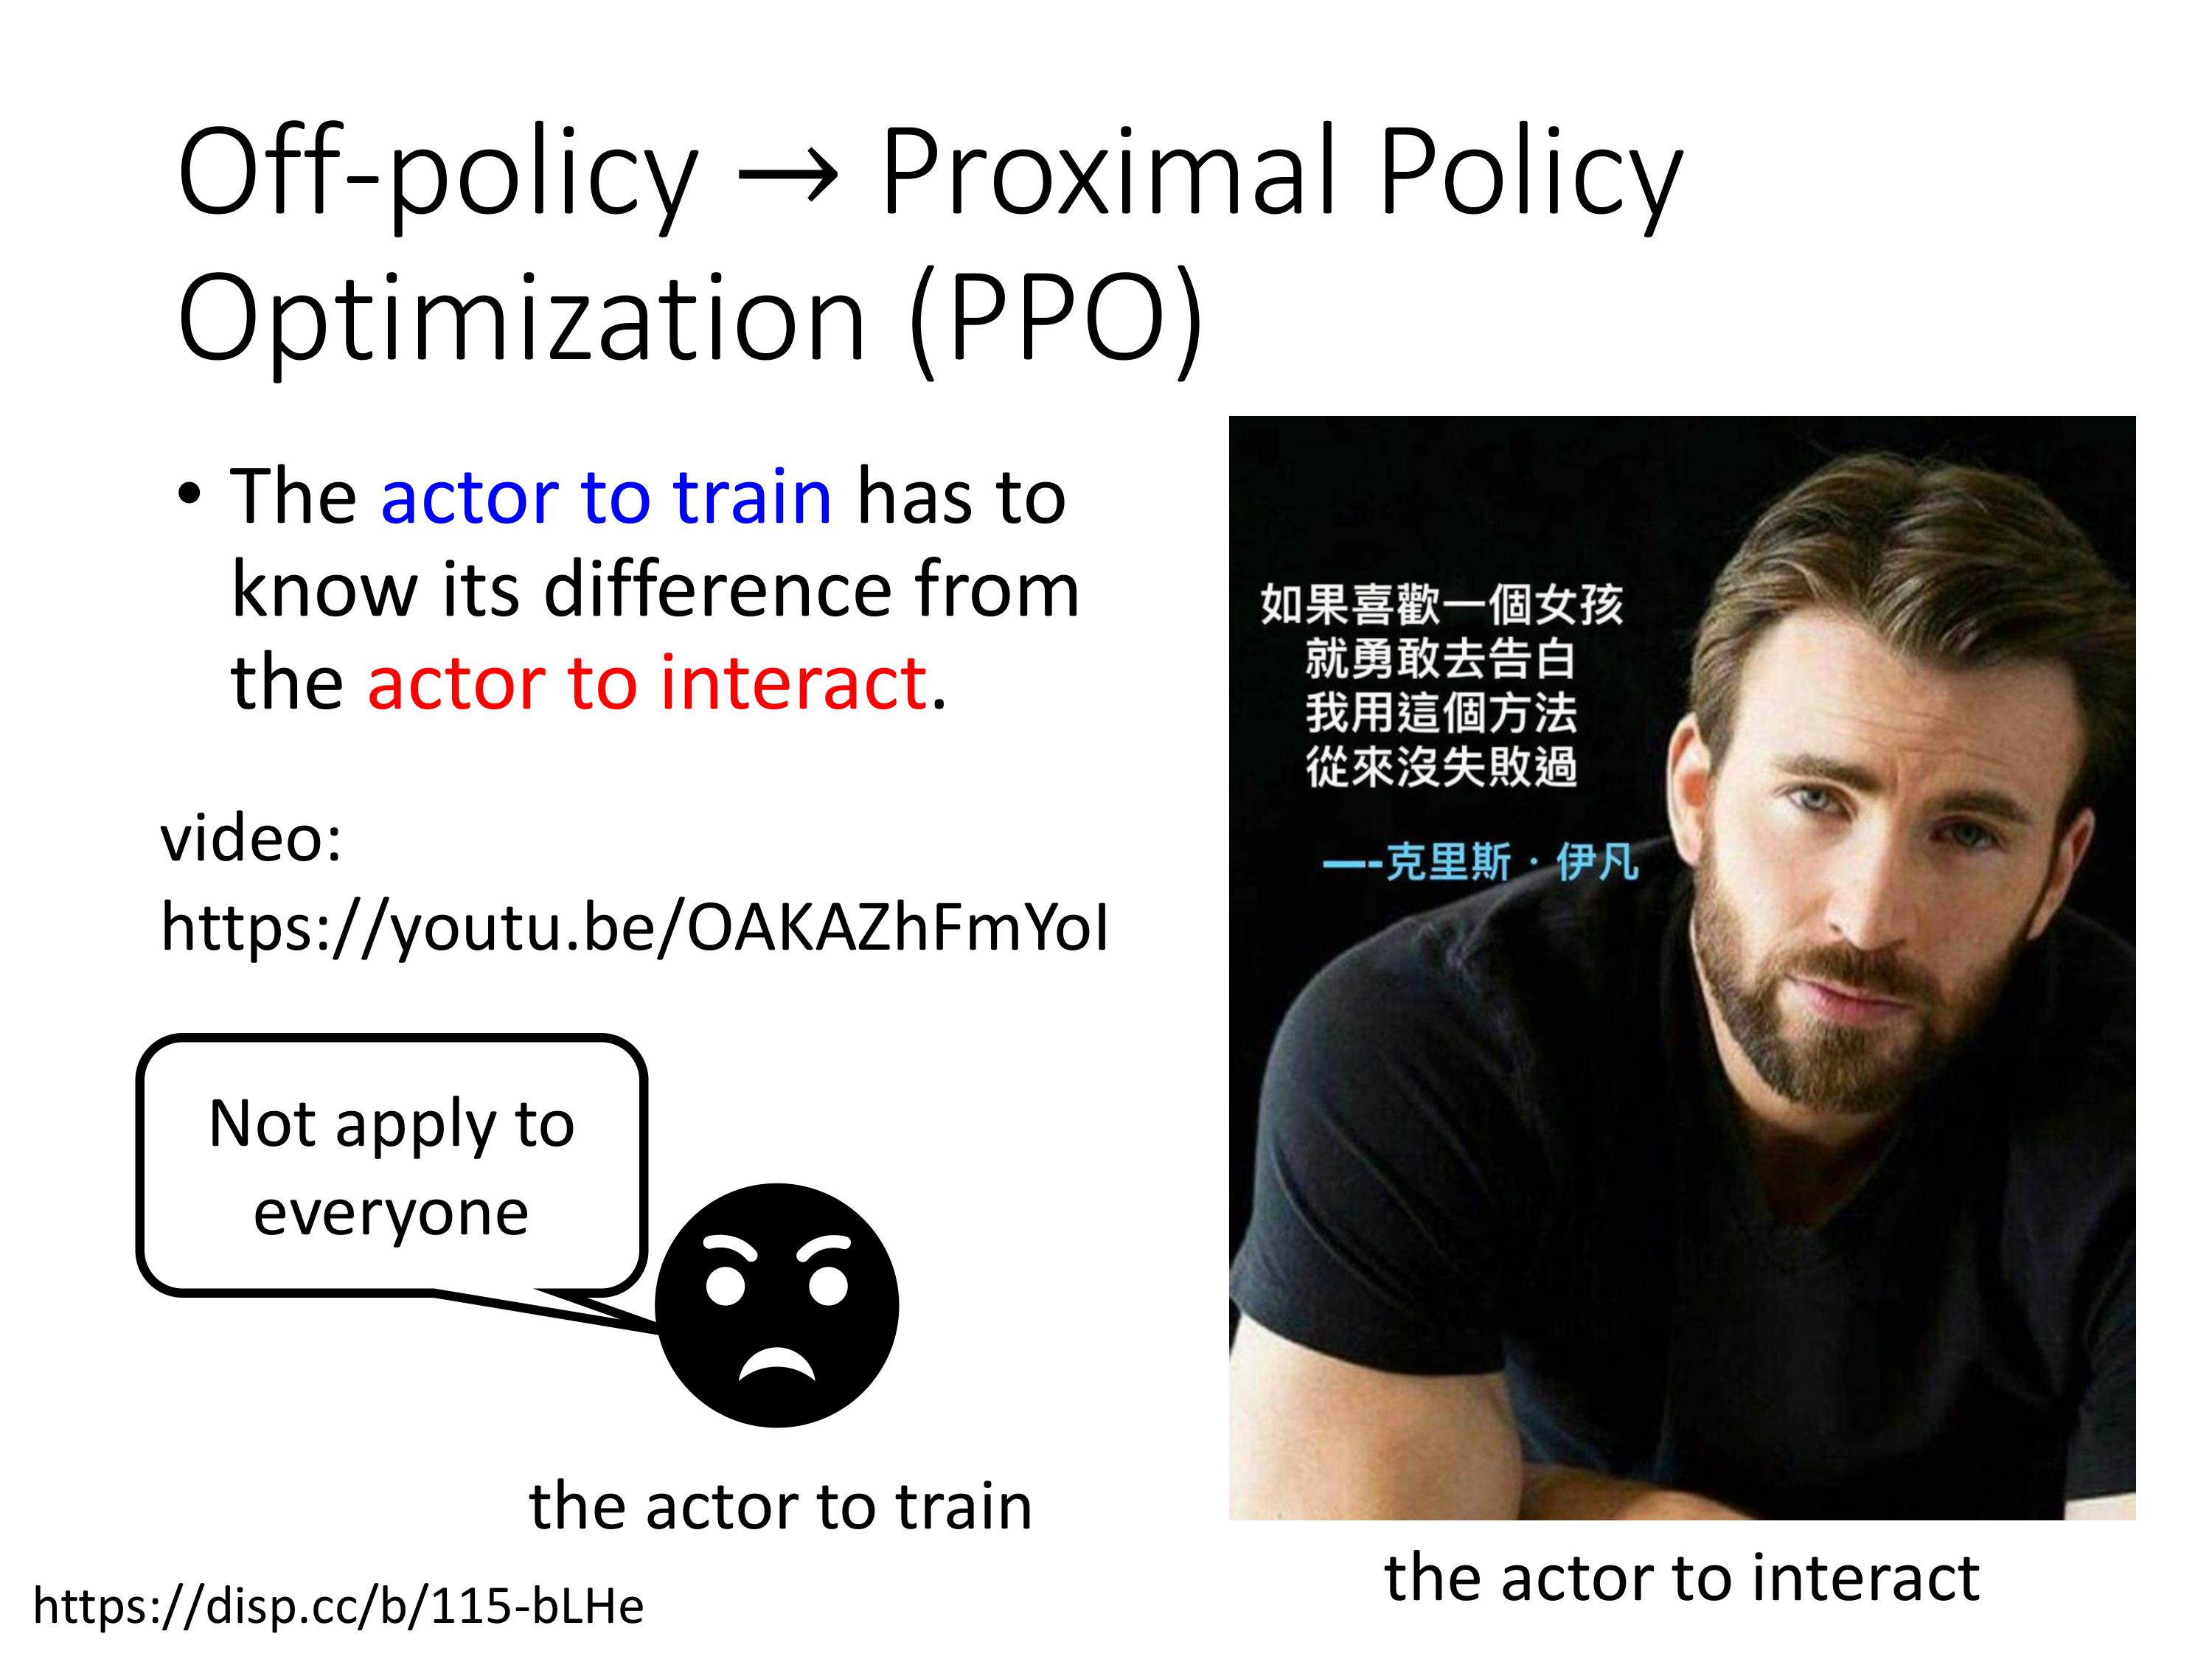 Off-policy → Proximal Policy
Optimization (PPO)
• The actor to train has to
know its difference from
the actor to interact.
video:
https://youtu.be/OAKAZhFmYoI
Not apply to
everyone
the actor to train
https://disp.cc/b/115-bLHe
如果喜歡一個女孩
就勇敢去告白
我用這個方法
從來沒失敗過
—-克里斯 · 伊凡
the actor to interact